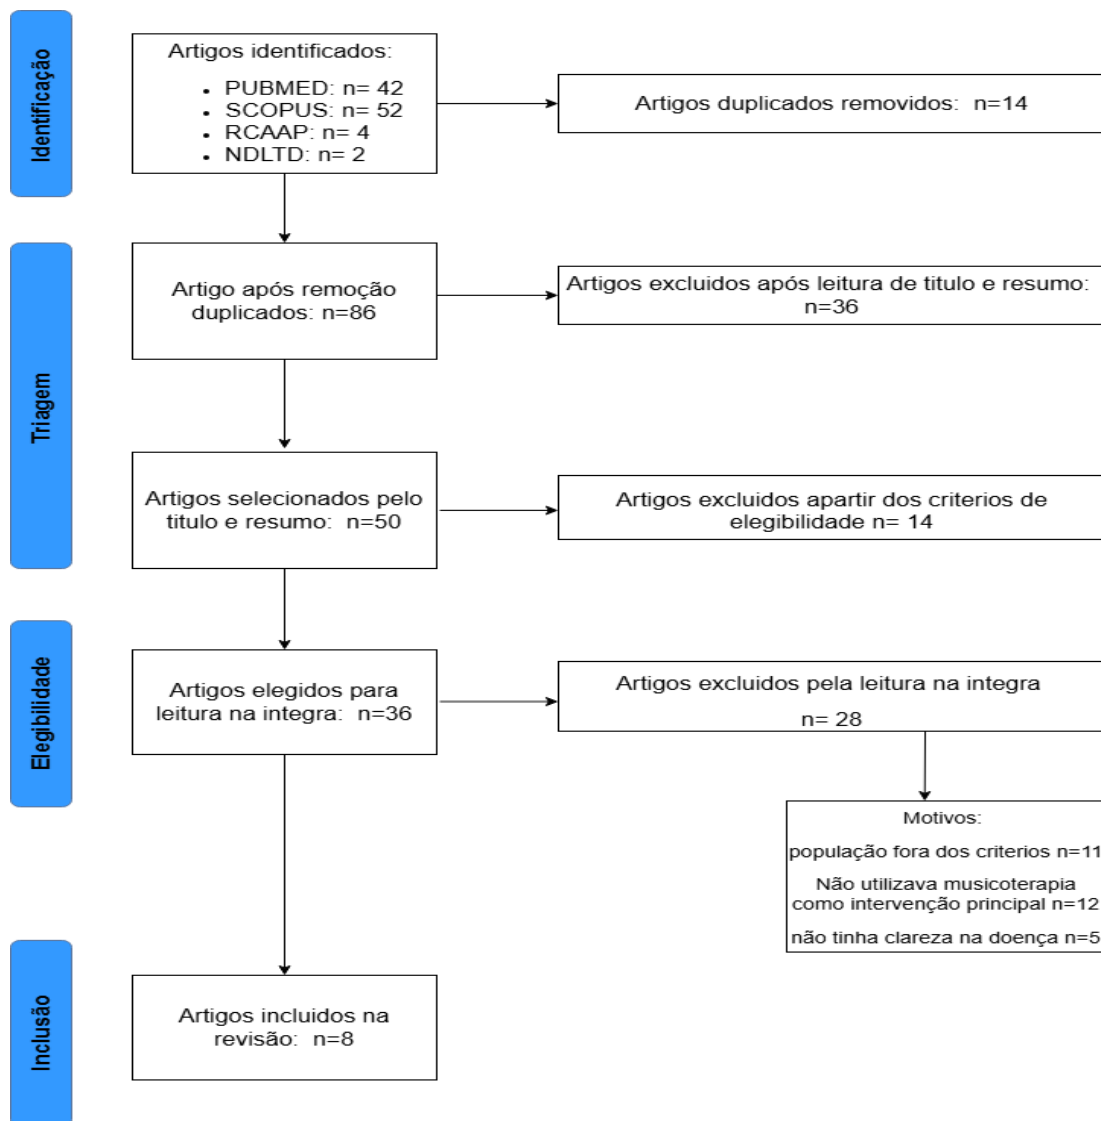 Identificação
Artigos identificados:
• PUBMED: n= 42
• SCOPUS: n= 52
• RCAAP: n= 4
• NDLTD: n= 2
Artigos duplicados removidos: n=14
Triagem
Artigo após remoção
duplicados: n=86
Artigos excluidos após leitura de titulo e resumo:
n=36
Artigos selecionados pelo
titulo e resumo: n=50
Artigos excluidos apartir dos criterios de
elegibilidade n= 14
Elegibilidade
Artigos elegidos para
leitura na integra: n=36
Artigos excluidos pela leitura na integra
n= 28
Motivos:
população fora dos criterios n=11
Não utilizava musicoterapia
como intervenção principal n=12
não tinha clareza na doença n=5
Inclusão
Artigos incluidos na
revisão: n=8